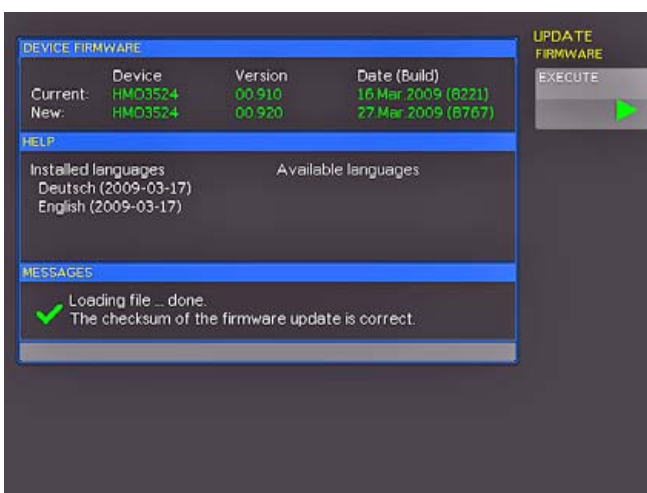 DEVICE FIRMWARE
Device Version Date (Build)
Current: HMO3524 00.910 16.Mar.2009 (8221)
New: HMO3524 00.920 27.Mar.2009 (8767)
HELP
Installed languages Available languages
Deutsch (2009-03-17)
English (2009-03-17)
MESSAGES
Loading file ... done.
The checksum of the firmware update is correct.
UPDATE
FIRMWARE
EXECUTE